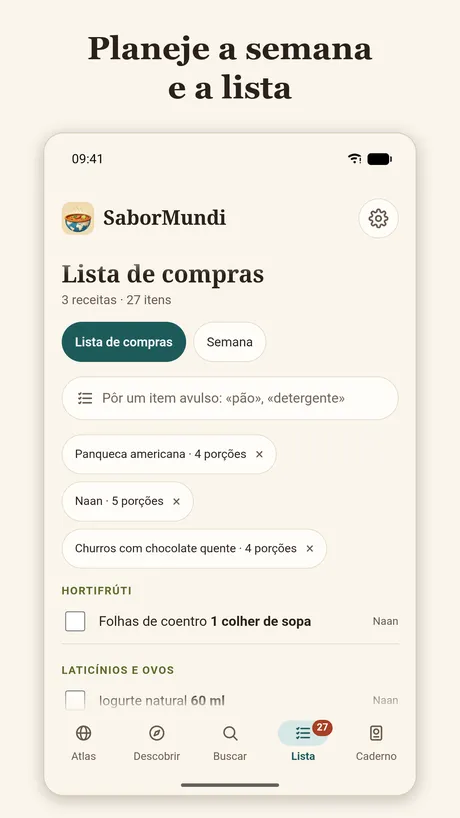 Planeje a semana
e a lista
09:41
SaborMundi
Lista de compras
3 receitas · 27 itens
Lista de compras
Semana
Pôr um item avulso: «pão», «detergente»
Panqueca americana · 4 porções ×
Naan · 5 porções ×
Churros com chocolate quente · 4 porções ×
HORTIFRÚTI
Folhas de coentro 1 colher de sopa Naan
LATICÍNIOS E OVOS
Iogurte natural 60 ml Naan
27
Atlas Descobrir Buscar Lista Caderno